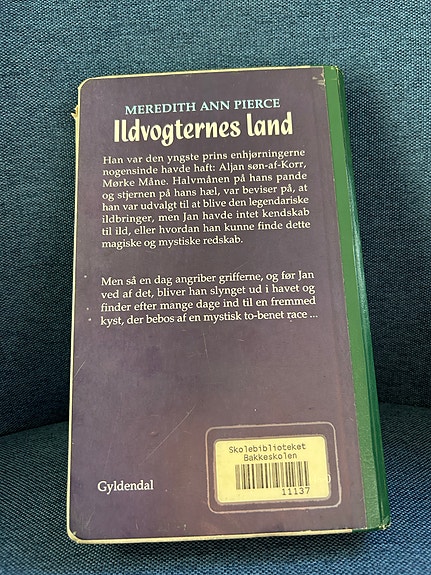 MEREDITH ANN PIERCE
Ildvogternes land
Han var den yngste prins enhjørningerne
nogensinde havde haft: Aljan søn-af-Korr,
Mørke Måne. Halvmånen på hans pande
og stjernen på hans hæl, var beviser på, at
han var udvalgt til at blive den legendariske
ildbringer, men Jan havde intet kendskab
til ild, eller hvordan han kunne finde dette
magiske og mystiske redskab.
Men så en dag angriber grifferne, og før Jan
ved af det, bliver han slynget ud i havet og
finder efter mange dage ind til en fremmed
kyst, der bebos af en mystisk to-benet race ...
Skolebiblioteket
Bakkeskolen
11137
Gyldendal